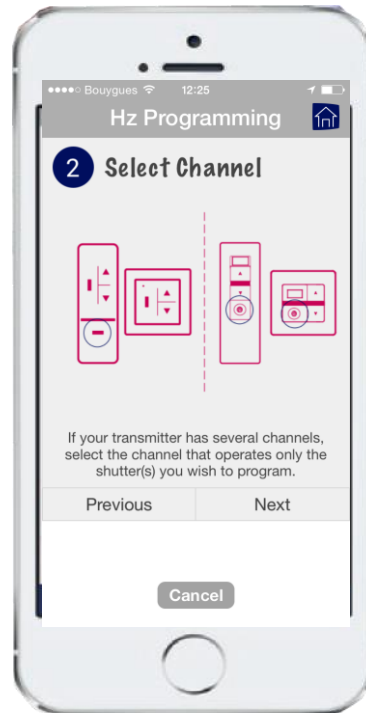 Bouygues 12:25
Hz Programming
2 Select Channel
If your transmitter has several channels,
select the channel that operates only the
shutter(s) you wish to program.
Previous Next
Cancel